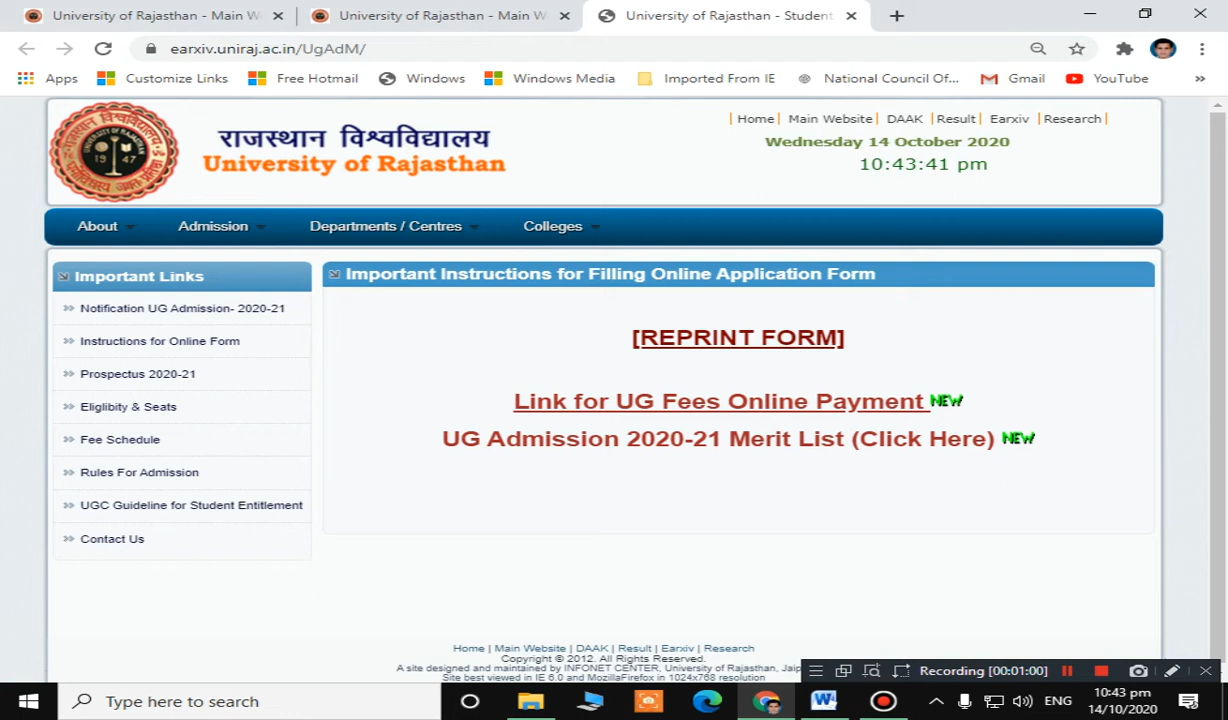 University of Rajasthan - Main W
University of Rajasthan - Main W
University of Rajasthan - Student
earxiv.uniraj.ac.in/UgAdM/
Apps
Customize Links
Free Hotmail
Windows
Windows Media
Imported From IE
National Council Of...
Gmail
YouTube
1947
राजस्थान विश्वविद्यालय
University of Rajasthan
| Home | Main Website | DAAK | Result | Earxiv | Research |
Wednesday 14 October 2020
10:43:41 pm
About
Admission
Departments / Centres
Colleges
Important Links
Notification UG Admission- 2020-21
Instructions for Online Form
Prospectus 2020-21
Eliglbity & Seats
Fee Schedule
Rules For Admission
UGC Guideline for Student Entitlement
Contact Us
Important Instructions for Filling Online Application Form
[REPRINT FORM]
Link for UG Fees Online Payment NEW
UG Admission 2020-21 Merit List (Click Here) NEW
Home | Main Website | DAAK | Result | Earxiv | Research
Copyright © 2012. All Rights Reserved.
A site designed and maintained by INFONET CENTER, University of Rajasthan, Jaip
Site best viewed in IE 6.0 and MozillaFirefox in 1024x768 resolution
Recording [00:01:00]
Type here to search
ENG
10:43 pm
14/10/2020